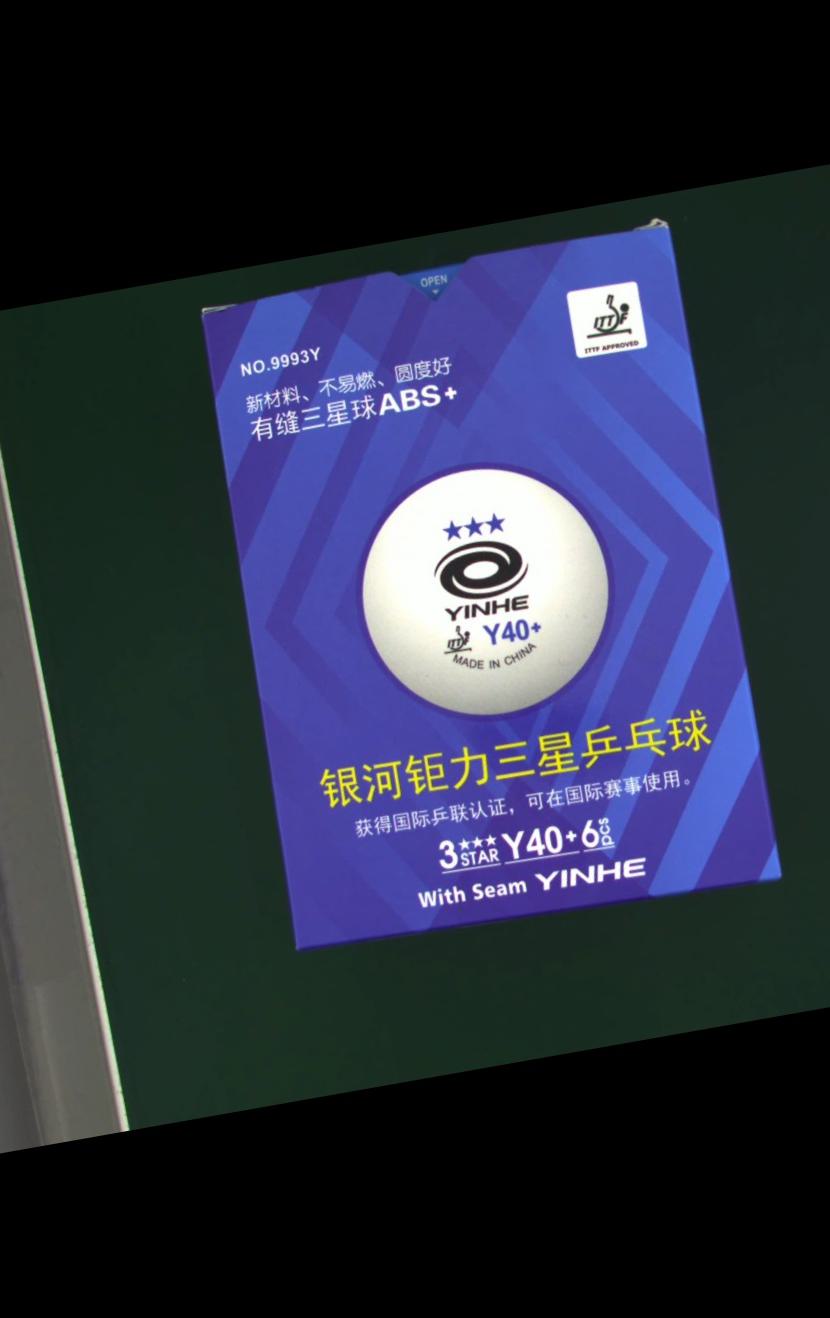 OPEN
ITTF
ITTF APPROVED
NO.9993Y
新材料、不易燃、圆度好
有缝三星球ABS+
YINHE
ITTF Y40+
MADE IN CHINA
银河钜力三星乒乓球
获得国际乒联认证，可在国际赛事使用。
3 STAR Y40+ 6 PCS
With Seam YINHE